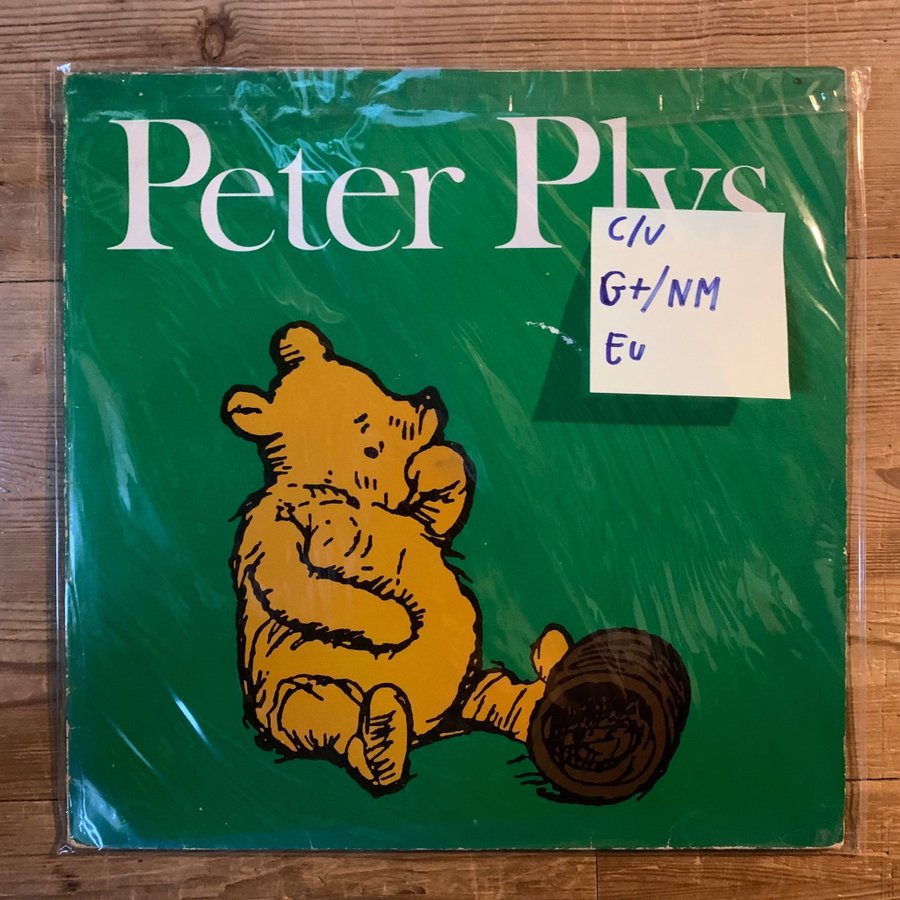 Peter Plys
C/V
G+/NM
EU